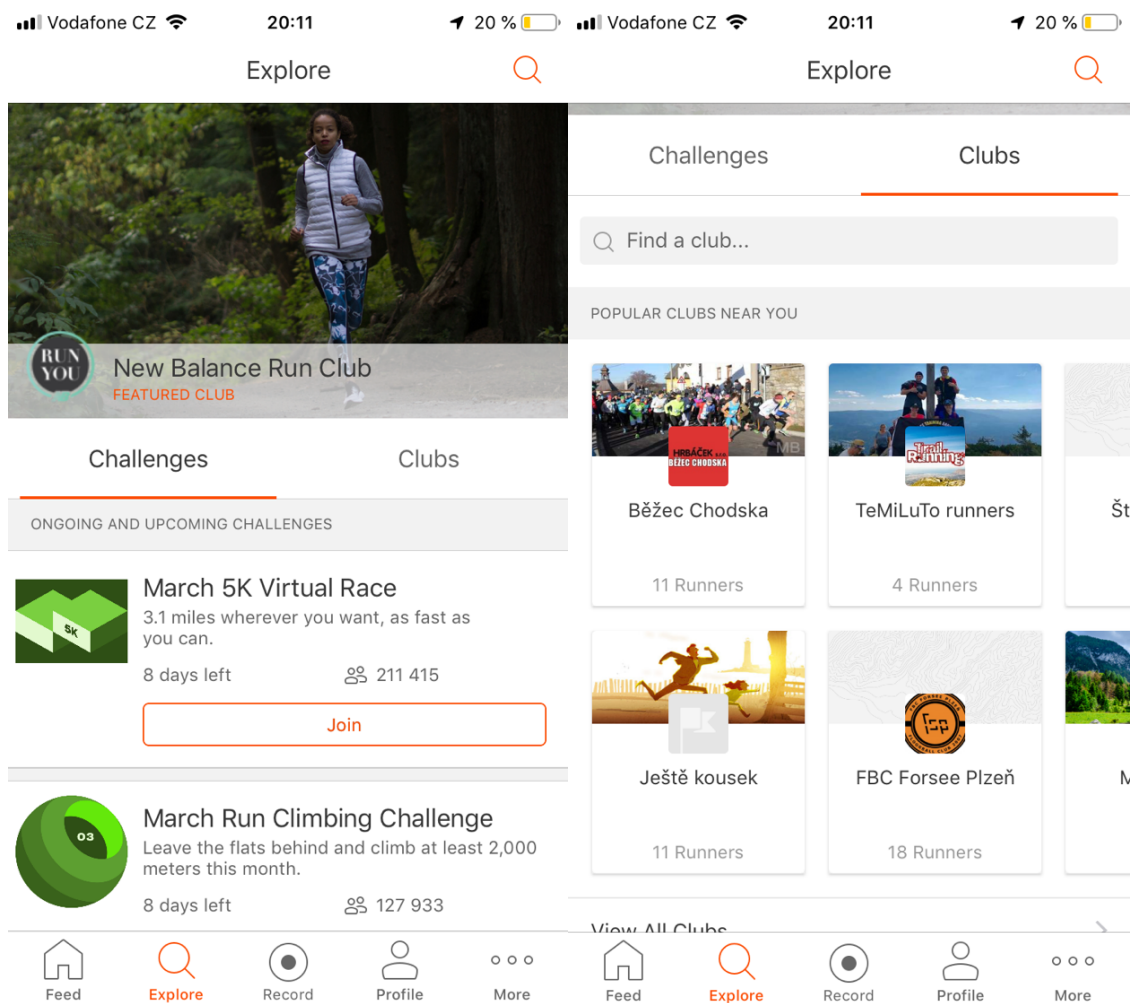 Vodafone CZ 20:11 20 %
Explore
RUN
YOU
New Balance Run Club
FEATURED CLUB
Challenges Clubs
ONGOING AND UPCOMING CHALLENGES
5K
March 5K Virtual Race
3.1 miles wherever you want, as fast as
you can.
8 days left 211 415
Join
03
March Run Climbing Challenge
Leave the flats behind and climb at least 2,000
meters this month.
8 days left 127 933
Feed Explore Record Profile More
Vodafone CZ 20:11 20 %
Explore
Challenges Clubs
Find a club...
POPULAR CLUBS NEAR YOU
MB
HRBÁČEK s.r.o.
BĚŽEC CHODSKA
Trail
Running
Běžec Chodska TeMiLuTo runners Št
11 Runners 4 Runners
FBC FORSEE PLZEŇ
Ještě kousek FBC Forsee Plzeň M
11 Runners 18 Runners
View All Clubs
Feed Explore Record Profile More